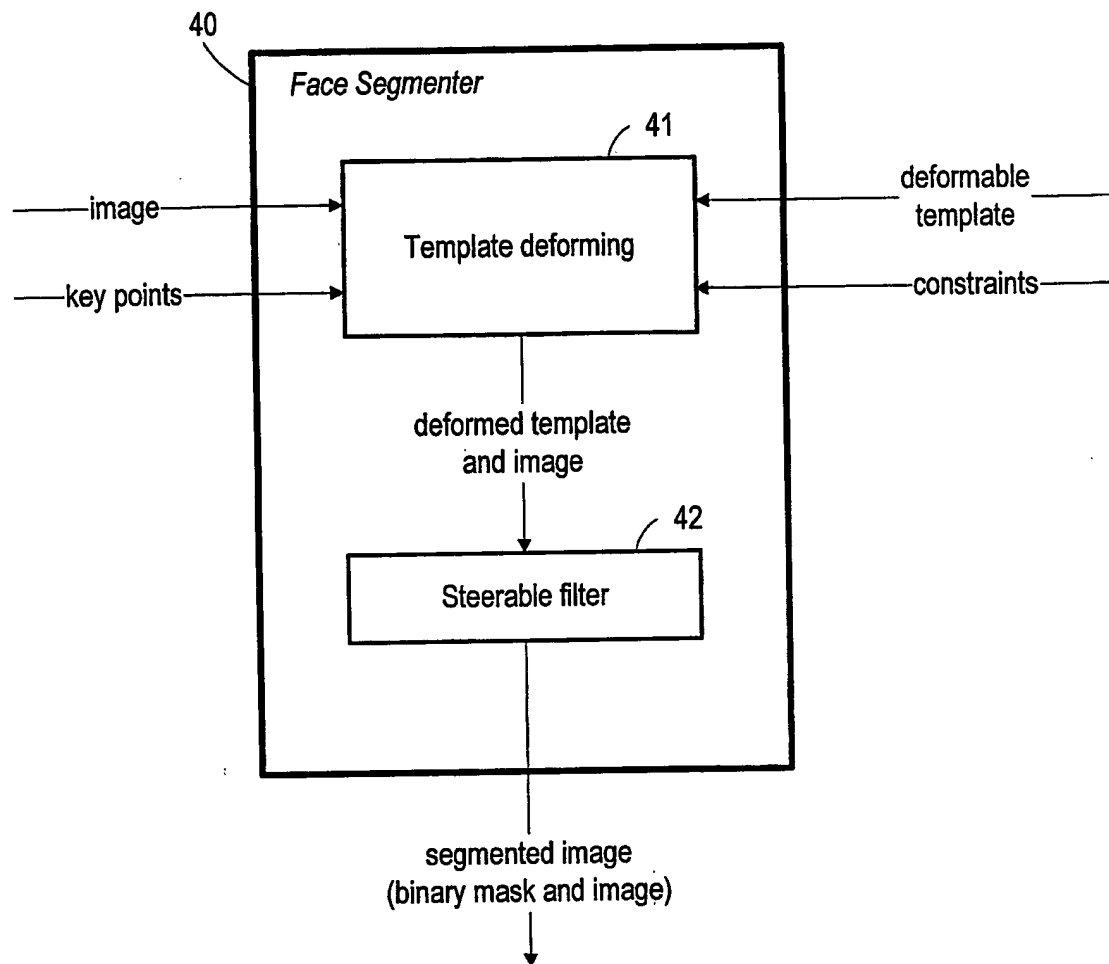 40
Face Segmenter
41
image
deformable
template
Template deforming
key points
constraints
deformed template
and image
42
Steerable filter
segmented image
(binary mask and image)